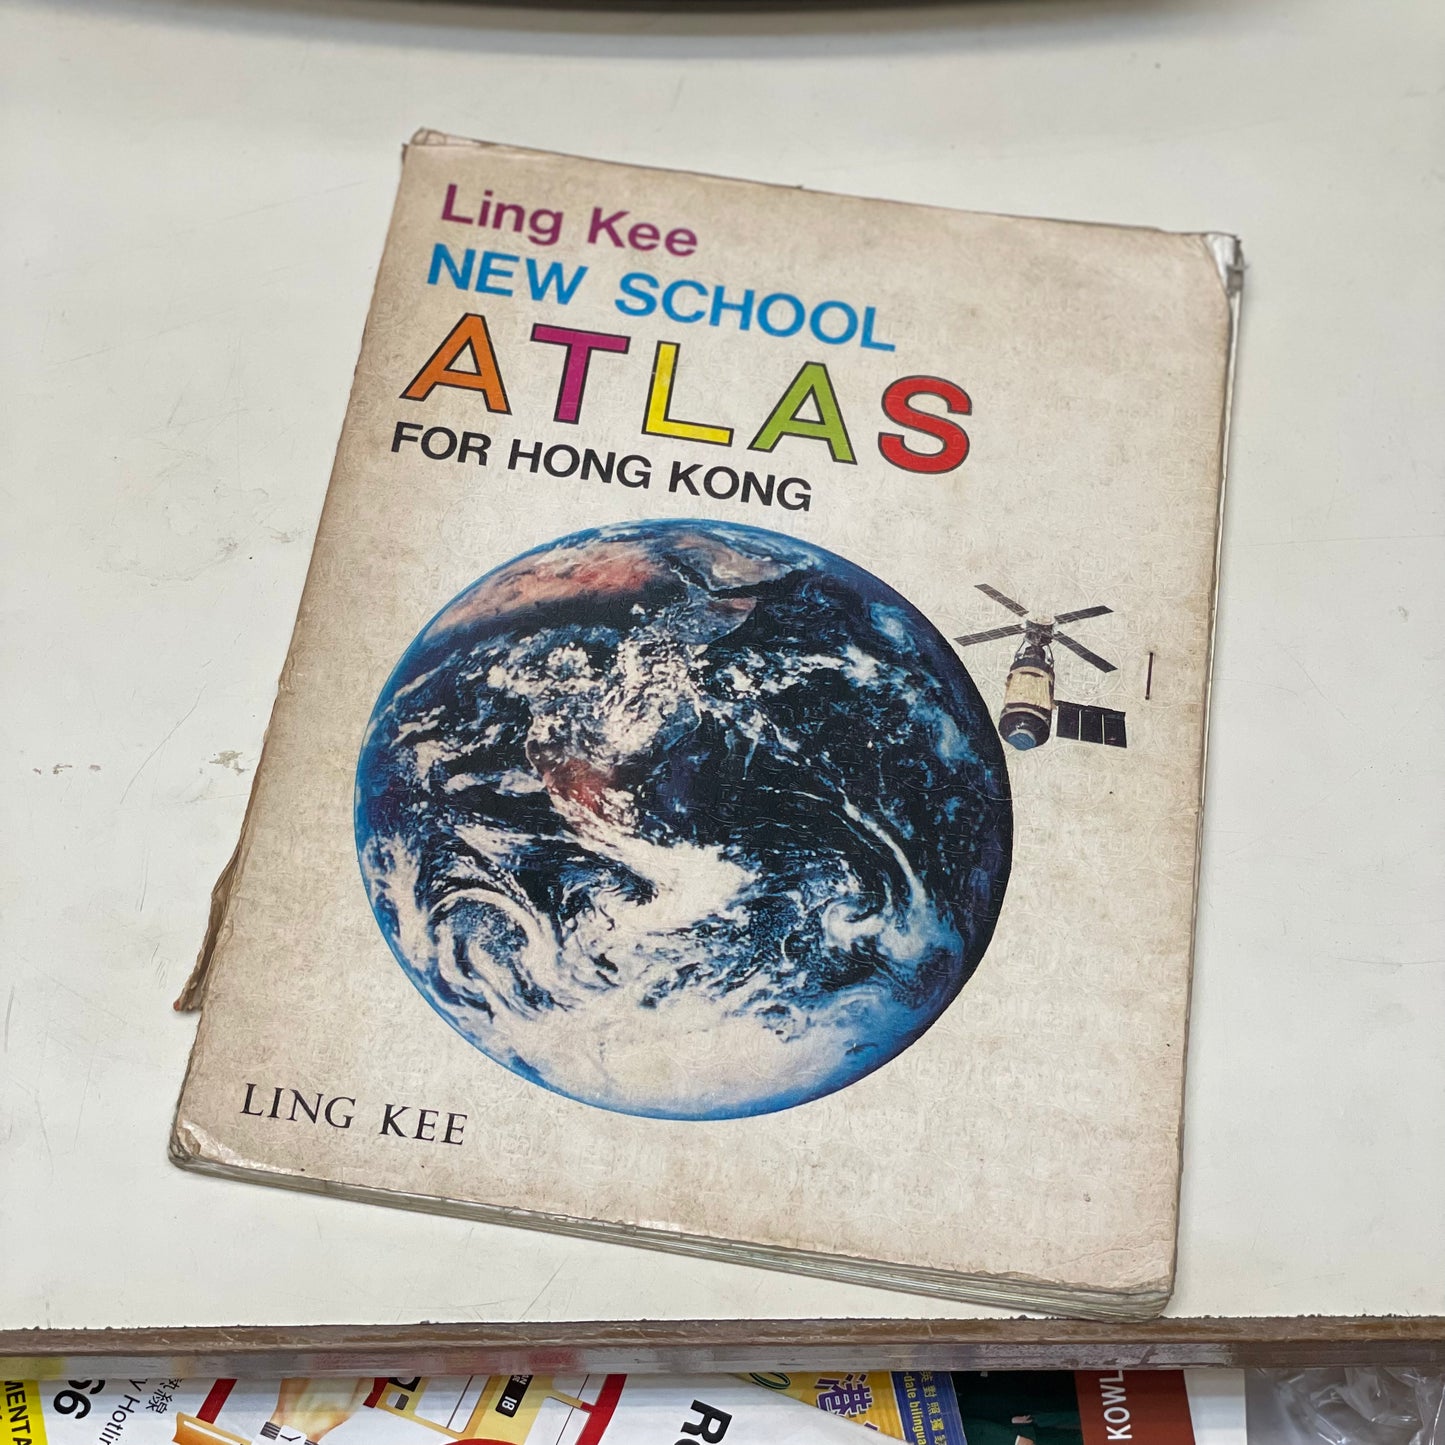 Ling Kee
NEW SCHOOL
ATLAS
FOR HONG KONG
LING KEE